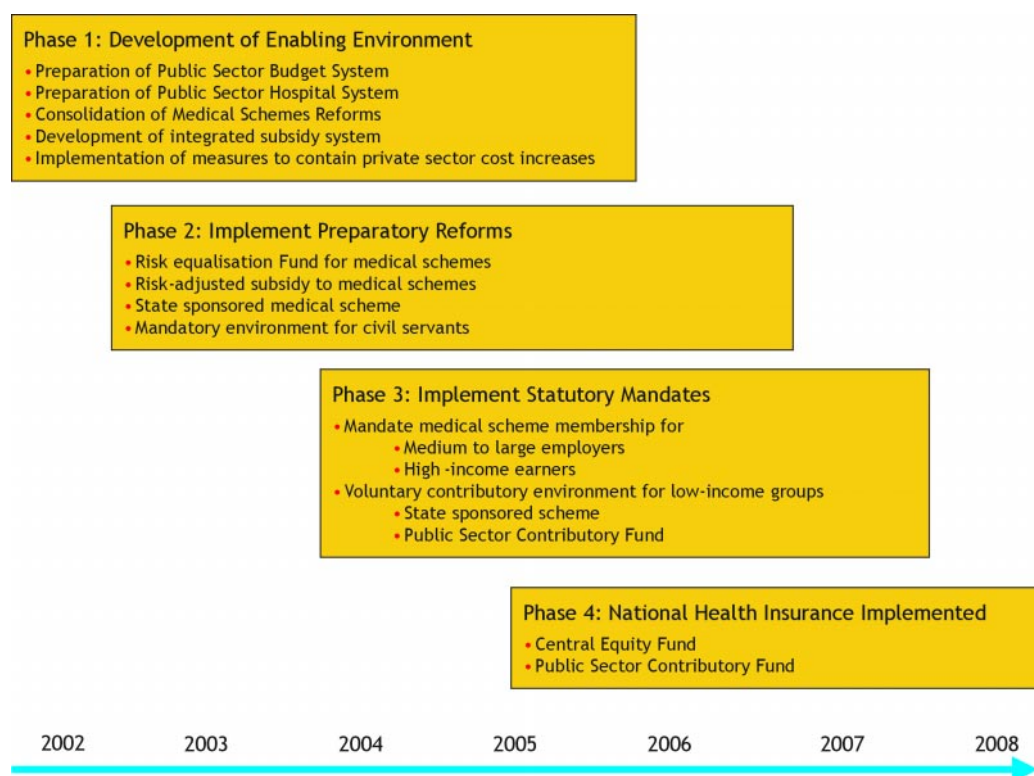 Phase 1: Development of Enabling Environment
• Preparation of Public Sector Budget System
• Preparation of Public Sector Hospital System
• Consolidation of Medical Schemes Reforms
• Development of integrated subsidy system
• Implementation of measures to contain private sector cost increases
Phase 2: Implement Preparatory Reforms
• Risk equalisation Fund for medical schemes
• Risk-adjusted subsidy to medical schemes
• State sponsored medical scheme
• Mandatory environment for civil servants
Phase 3: Implement Statutory Mandates
• Mandate medical scheme membership for
• Medium to large employers
• High -income earners
• Voluntary contributory environment for low-income groups
• State sponsored scheme
• Public Sector Contributory Fund
Phase 4: National Health Insurance Implemented
• Central Equity Fund
• Public Sector Contributory Fund
2002 2003 2004 2005 2006 2007 2008